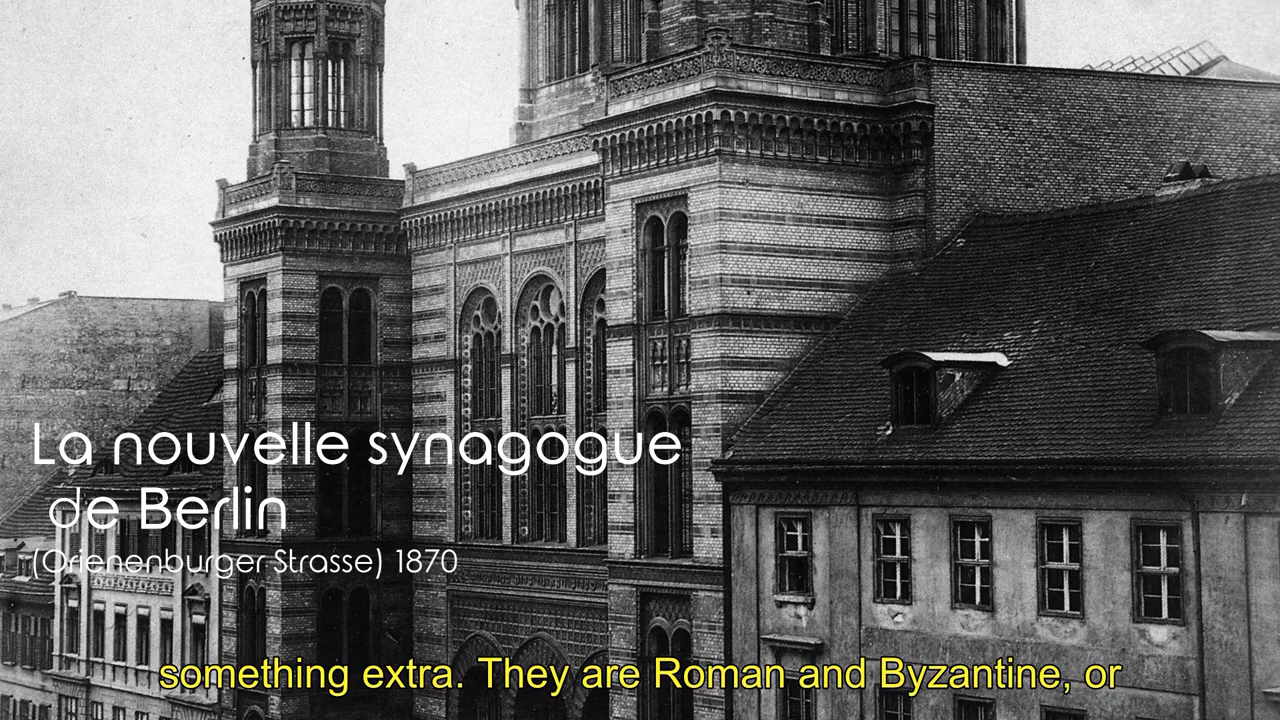 La nouvelle synagogue
de Berlin
(Orienenburger Strasse) 1870
something extra. They are Roman and Byzantine, or